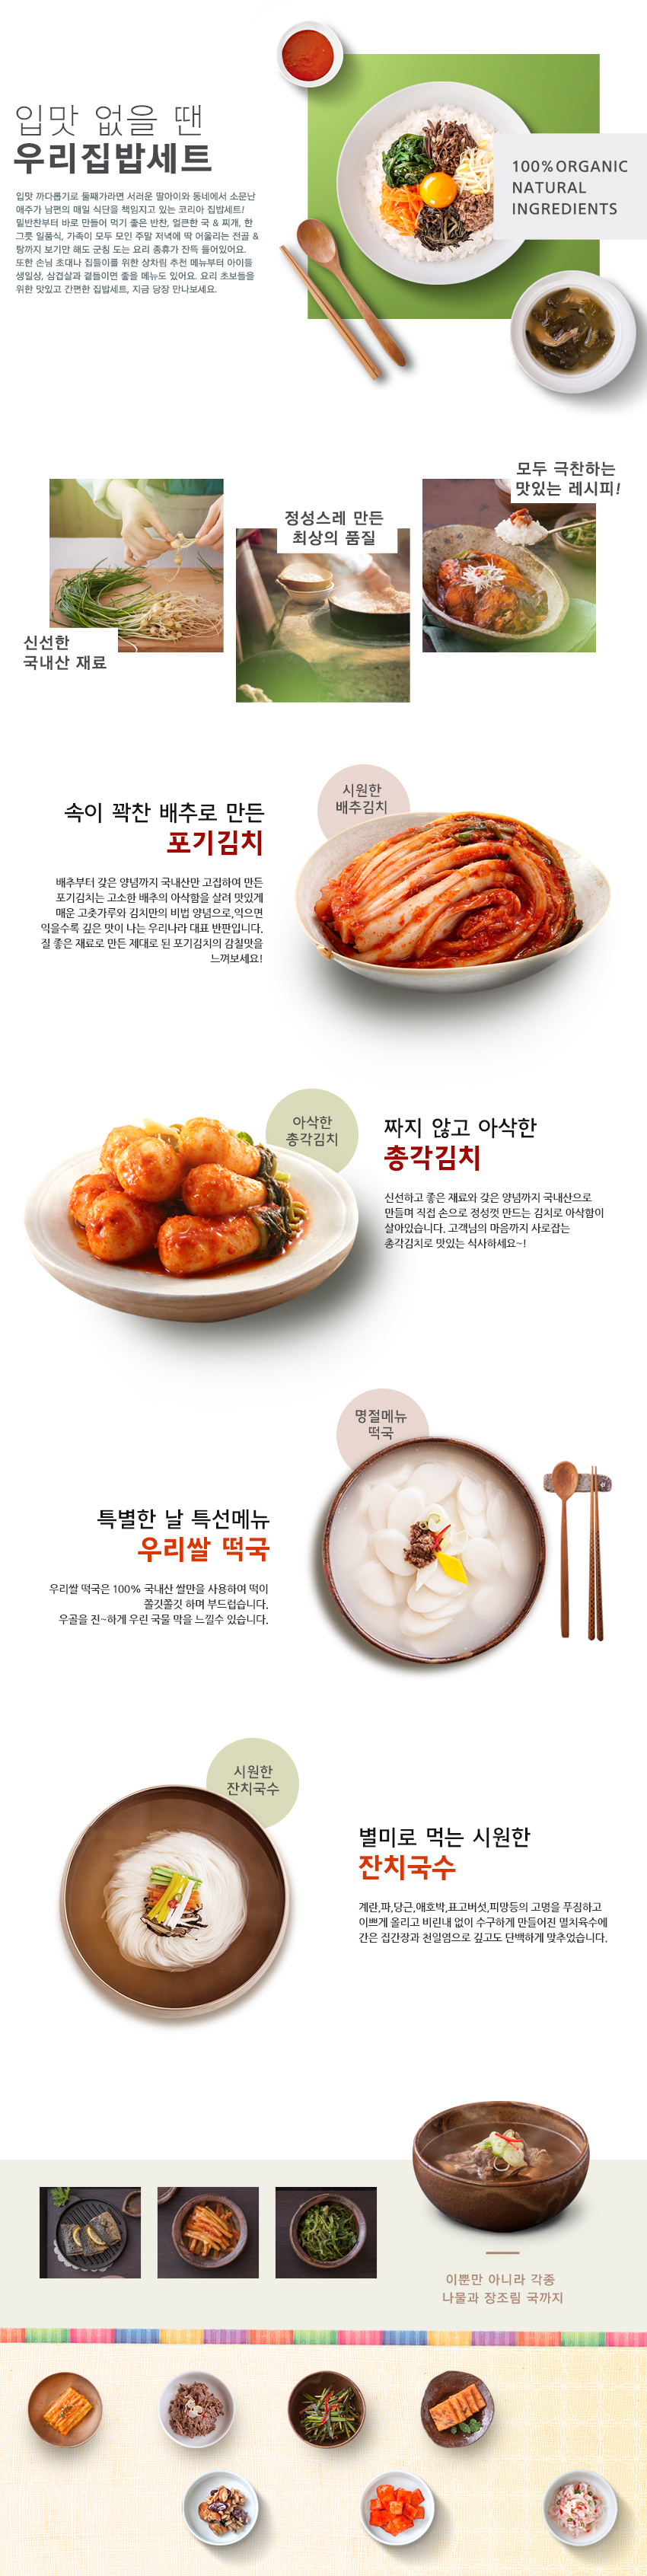 입맛 없을 땐
우리집밥세트
입맛 까다롭기로 둘째가라면 서러운 딸아이와 동네에서 소문난
애주가 남편의 매일 식단을 책임지고 있는 코리아 집밥세트!
밑반찬부터 바로 만들어 먹기 좋은 반찬, 얼큰한 국 & 찌개, 한
그릇 일품식, 가족이 모두 모인 주말 저녁에 딱 어울리는 전골 &
탕까지 보기만 해도 군침 도는 요리 종류가 잔뜩 들어있어요.
또한 손님 초대나 집들이를 위한 상차림 추천 메뉴부터 아이들
생일상, 삼겹살과 곁들이면 좋을 메뉴도 있어요. 요리 초보들을
위한 맛있고 간편한 집밥세트, 지금 당장 만나보세요.
100%ORGANIC
NATURAL
INGREDIENTS
신선한
국내산 재료
정성스레 만든
최상의 품질
모두 극찬하는
맛있는 레시피!
시원한
배추김치
속이 꽉찬 배추로 만든
포기김치
배추부터 갖은 양념까지 국내산만 고집하여 만든
포기김치는 고소한 배추의 아삭함을 살려 맛있게
매운 고춧가루와 김치만의 비법 양념으로,익으면
익을수록 깊은 맛이 나는 우리나라 대표 반판입니다.
질 좋은 재료로 만든 제대로 된 포기김치의 감칠맛을
느껴보세요!
아삭한
총각김치
짜지 않고 아삭한
총각김치
신선하고 좋은 재료와 갖은 양념까지 국내산으로
만들며 직접 손으로 정성껏 만드는 김치로 아삭함이
살아있습니다. 고객님의 마음까지 사로잡는
총각김치로 맛있는 식사하세요~!
명절메뉴
떡국
특별한 날 특선메뉴
우리쌀 떡국
우리쌀 떡국은 100% 국내산 쌀만을 사용하여 떡이
쫄깃쫄깃 하며 부드럽습니다.
우골을 진~하게 우린 국물 막을 느낄수 있습니다.
시원한
잔치국수
별미로 먹는 시원한
잔치국수
계란,파,당근,애호박,표고버섯,피망등의 고명을 푸짐하고
이쁘게 올리고 비린내 없이 수구하게 만들어진 멸치육수에
간은 집간장과 천일염으로 깊고도 단백하게 맞추었습니다.
이뿐만 아니라 각종
나물과 장조림 국까지